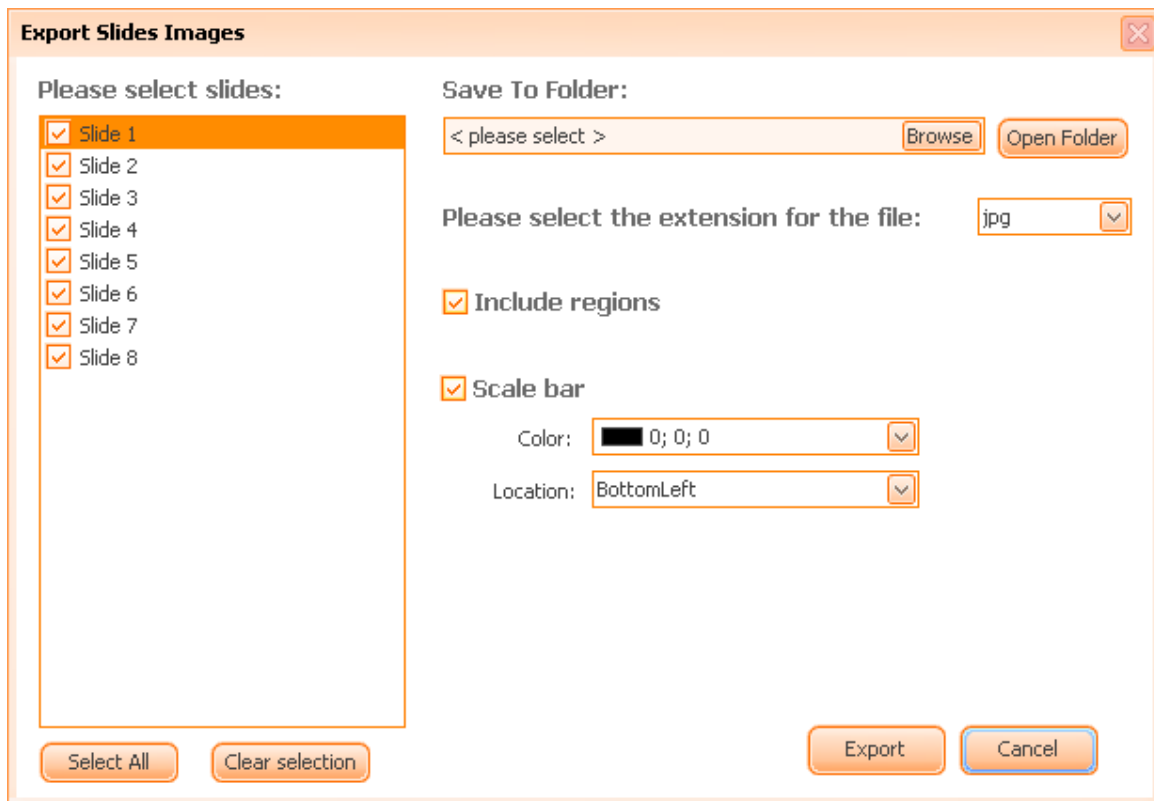 Export Slides Images
Please select slides:
Slide 1
Slide 2
Slide 3
Slide 4
Slide 5
Slide 6
Slide 7
Slide 8
Select All
Clear selection
Save To Folder:
< please select >
Browse
Open Folder
Please select the extension for the file:
jpg
Include regions
Scale bar
Color:
0; 0; 0
Location:
BottomLeft
Export
Cancel